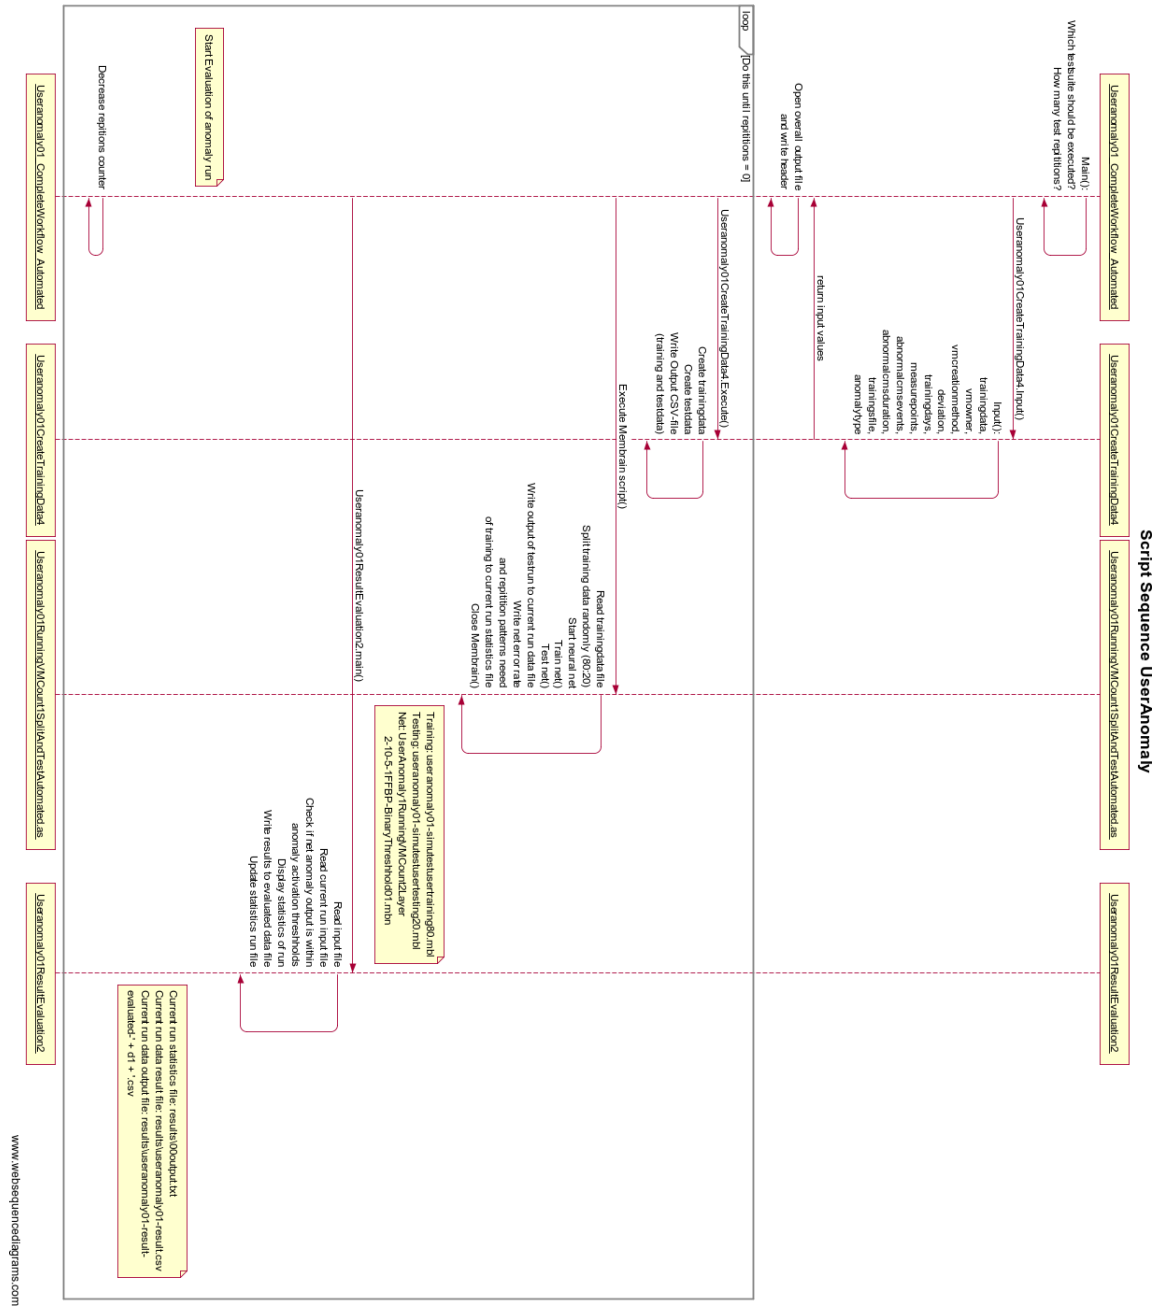 Script Sequence UserAnomaly
Useranomaly01_CompleteWorkflow_Automated
Useranomaly01CreateTrainingData4
Useranomaly01RunningVMCount1SplitAndTestAutomated.as
Useranomaly01ResultEvaluation2
Main():
Which testsuite should be executed?
How many test repititions?
Useranomaly01CreateTrainingData4.Input()
Input():
trainingdata,
vmowner,
vmcreationmethod,
deviation,
trainingdays,
measurepoints,
abnormalcmsevents,
abnormalcmsduration,
trainingsfile,
anomalytype
return input values
Open overall output file
and write header
loop
[Do this until repititions = 0]
Useranomaly01CreateTrainingData4.Execute()
Create trainingdata
Create testdata
Write Output CSV-file
(training and testdata)
Execute Membrain script()
Read trainingdata file
Split training data randomly (80:20)
Start neural net
Train net()
Test net()
Write output of testrun to current run data file
Write net error rate
and repitition patterns neeed
of training to current run statistics file
Close Membrain()
Training: useranomaly01-simutestusertraining80.mbl
Testing: useranomaly01-simutestusertesting20.mbl
Net: UserAnomaly1RunningVMCount2Layer
2-10-5-1FFBP-BinaryThreshhold01.mbn
Useranomaly01ResultEvaluation2.main()
Read input file
Read current run input file
Check if net anomaly output is within
anomaly activation threshholds
Display statistics of run
Write results to evaluated data file
Update statistics run file
Start Evaluation of anomaly run
Current run statistics file: results\00output.txt
Current run data result file: results\useranomaly01-result.csv
Current run data output file: results\useranomaly01-result-
evaluated-' + d1 + '.csv
Decrease repitions counter
Useranomaly01_CompleteWorkflow_Automated
Useranomaly01CreateTrainingData4
Useranomaly01RunningVMCount1SplitAndTestAutomated.as
Useranomaly01ResultEvaluation2
www.websequencediagrams.com